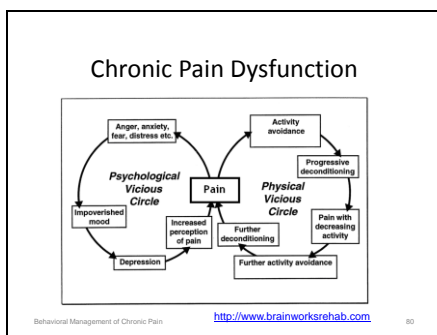 Chronic Pain Dysfunction
Anger, anxiety,
fear, distress etc.
Psychological
Vicious
Circle
Impoverished
mood
Depression
Increased
perception
of pain
Pain
Activity
avoidance
Progressive
deconditioning
Physical
Vicious
Circle
Pain with
decreasing
activity
Further
deconditioning
Further activity avoidance
Behavioral Management of Chronic Pain
http://www.brainworksrehab.com
80